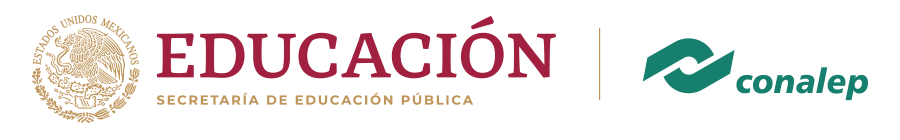 ESTADOS UNIDOS MEXICANOS
EDUCACIÓN
SECRETARÍA DE EDUCACIÓN PÚBLICA
conalep